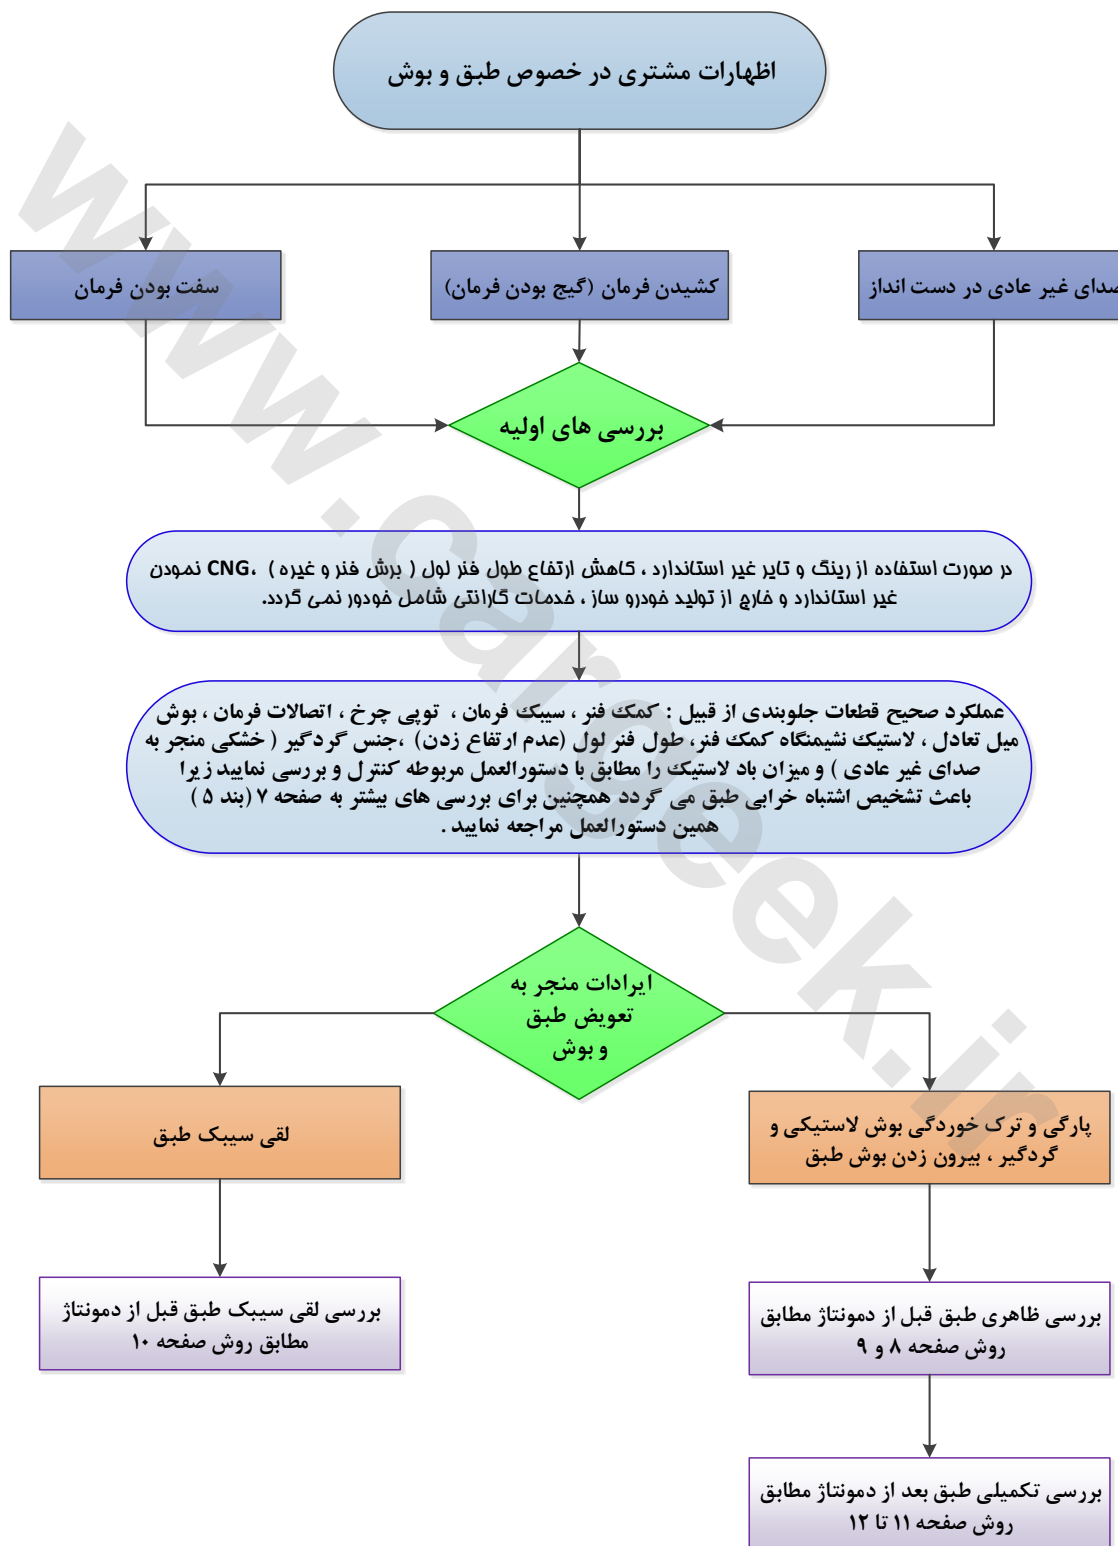 اظهارات مشتری در خصوص طبق و بوش
صدای غیر عادی در دست انداز
کشیدن فرمان (گیج بودن فرمان)
سفت بودن فرمان
بررسی های اولیه
در صورت استفاده از رینگ و تایر غیر استاندارد ، کاهش ارتفاع طول فنر لول ( برش فنر و غیره ) ،CNG نمودن
غیر استاندارد و خارج از تولید خودرو ساز ، خدمات گارانتی شامل خودور نمی گردد.
عملکرد صحیح قطعات جلوبندی از قبیل : کمک فنر ، سیبک فرمان ، توپی چرخ ، اتصالات فرمان ، بوش
میل تعادل ، لاستیک نشیمنگاه کمک فنر، طول فنر لول (عدم ارتفاع زدن) ،جنس گردگیر ( خشکی منجر به
صدای غیر عادی ) و میزان باد لاستیک را مطابق با دستورالعمل مربوطه کنترل و بررسی نمایید زیرا
باعث تشخیص اشتباه خرابی طبق می گردد همچنین برای بررسی های بیشتر به صفحه ۷ (بند ۵ )
همین دستورالعمل مراجعه نمایید .
ایرادات منجر به
تعویض طبق
و بوش
پارگی و ترک خوردگی بوش لاستیکی و
گردگیر ، بیرون زدن بوش طبق
لقی سیبک طبق
بررسی ظاهری طبق قبل از دمونتاژ مطابق
روش صفحه ۸ و ۹
بررسی لقی سیبک طبق قبل از دمونتاژ
مطابق روش صفحه ۱۰
بررسی تکمیلی طبق بعد از دمونتاژ مطابق
روش صفحه ۱۱ تا ۱۲
www.cargeek.ir